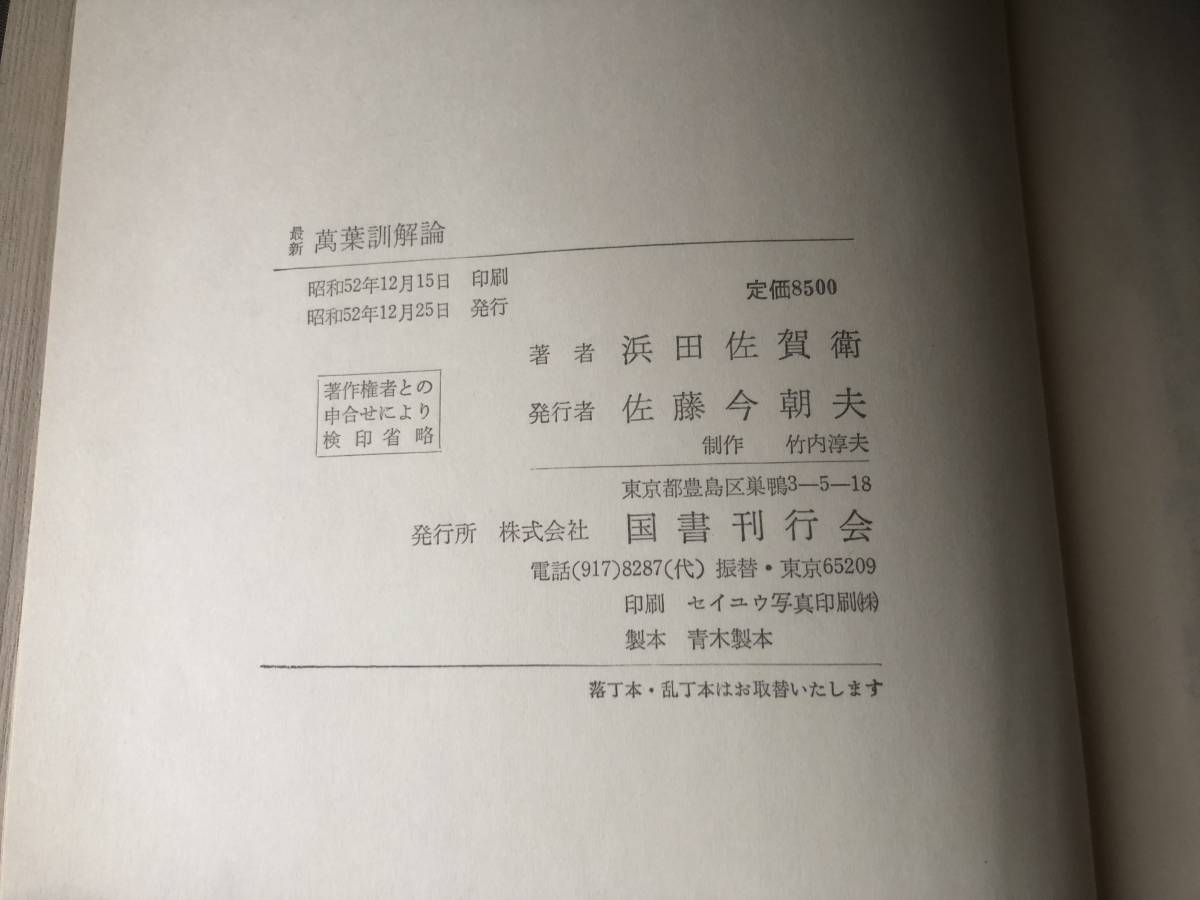 最新 萬葉訓解論
昭和52年12月15日 印刷
昭和52年12月25日 発行
定価8500
著者 浜田佐賀衛
著作権者との
申合せにより
検印省略
発行者 佐藤今朝夫
制作 竹内淳夫
東京都豊島区巣鴨3―5―18
発行所 株式会社 国書刊行会
電話(917)8287(代) 振替・東京65209
印刷 セイユウ写真印刷㈱
製本 青木製本
落丁本・乱丁本はお取替いたします